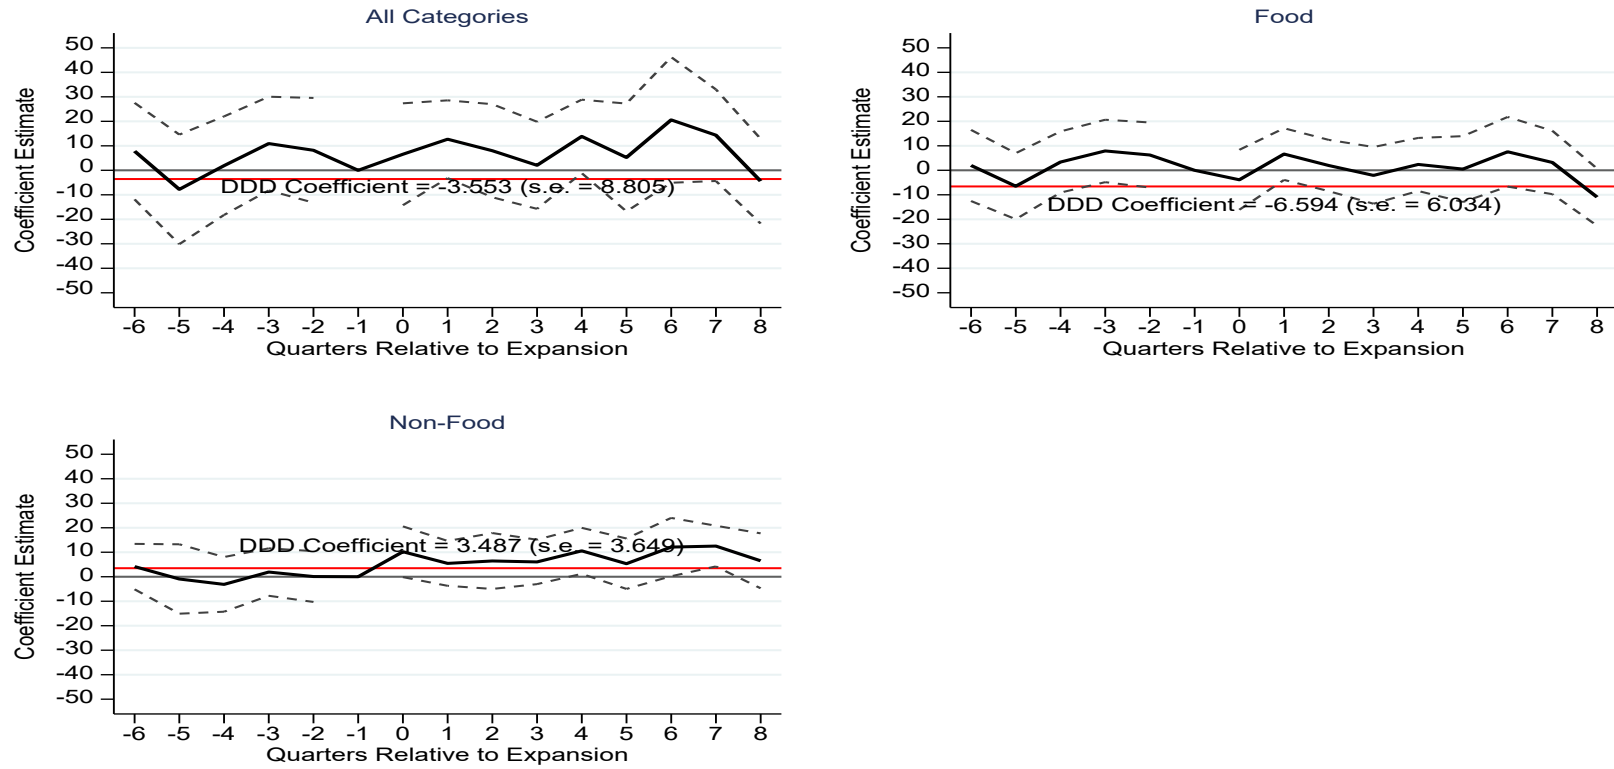 All Categories
50
40
30
20
10
0
-10
-20
-30
-40
-50
Coefficient Estimate
DDD Coefficient = -3.553 (s.e. = 8.805)
-6 -5 -4 -3 -2 -1 0 1 2 3 4 5 6 7 8
Quarters Relative to Expansion
Food
50
40
30
20
10
0
-10
-20
-30
-40
-50
Coefficient Estimate
DDD Coefficient = -6.594 (s.e. = 6.034)
-6 -5 -4 -3 -2 -1 0 1 2 3 4 5 6 7 8
Quarters Relative to Expansion
Non-Food
50
40
30
20
10
0
-10
-20
-30
-40
-50
Coefficient Estimate
DDD Coefficient = 3.487 (s.e. = 3.649)
-6 -5 -4 -3 -2 -1 0 1 2 3 4 5 6 7 8
Quarters Relative to Expansion